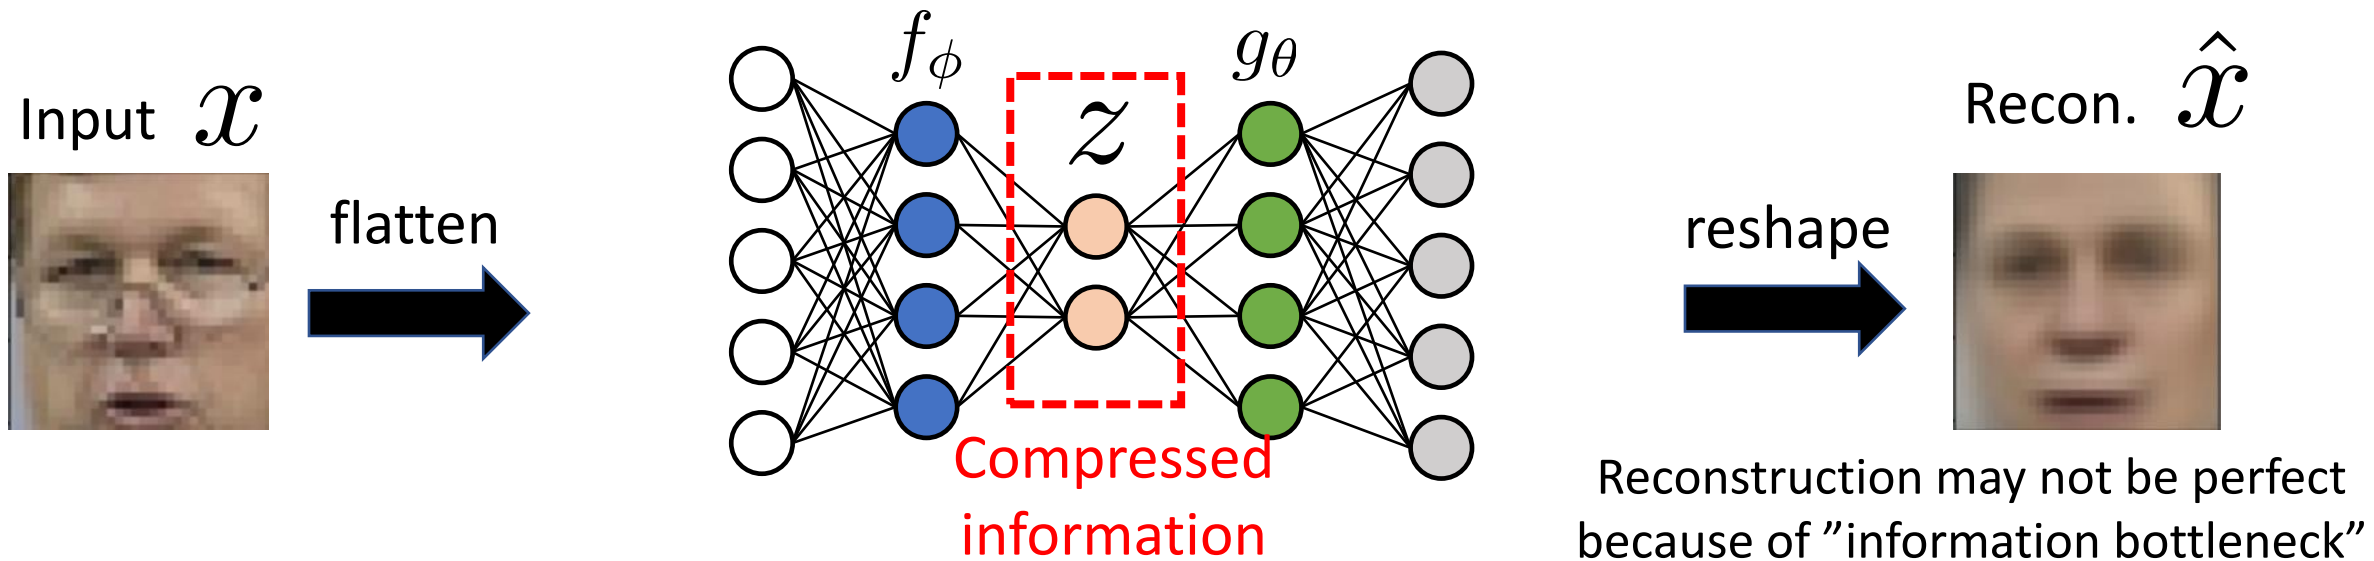 Input x
flatten
f_ϕ
z
g_θ
Compressed
information
reshape
Recon. x̂
Reconstruction may not be perfect
because of ”information bottleneck”